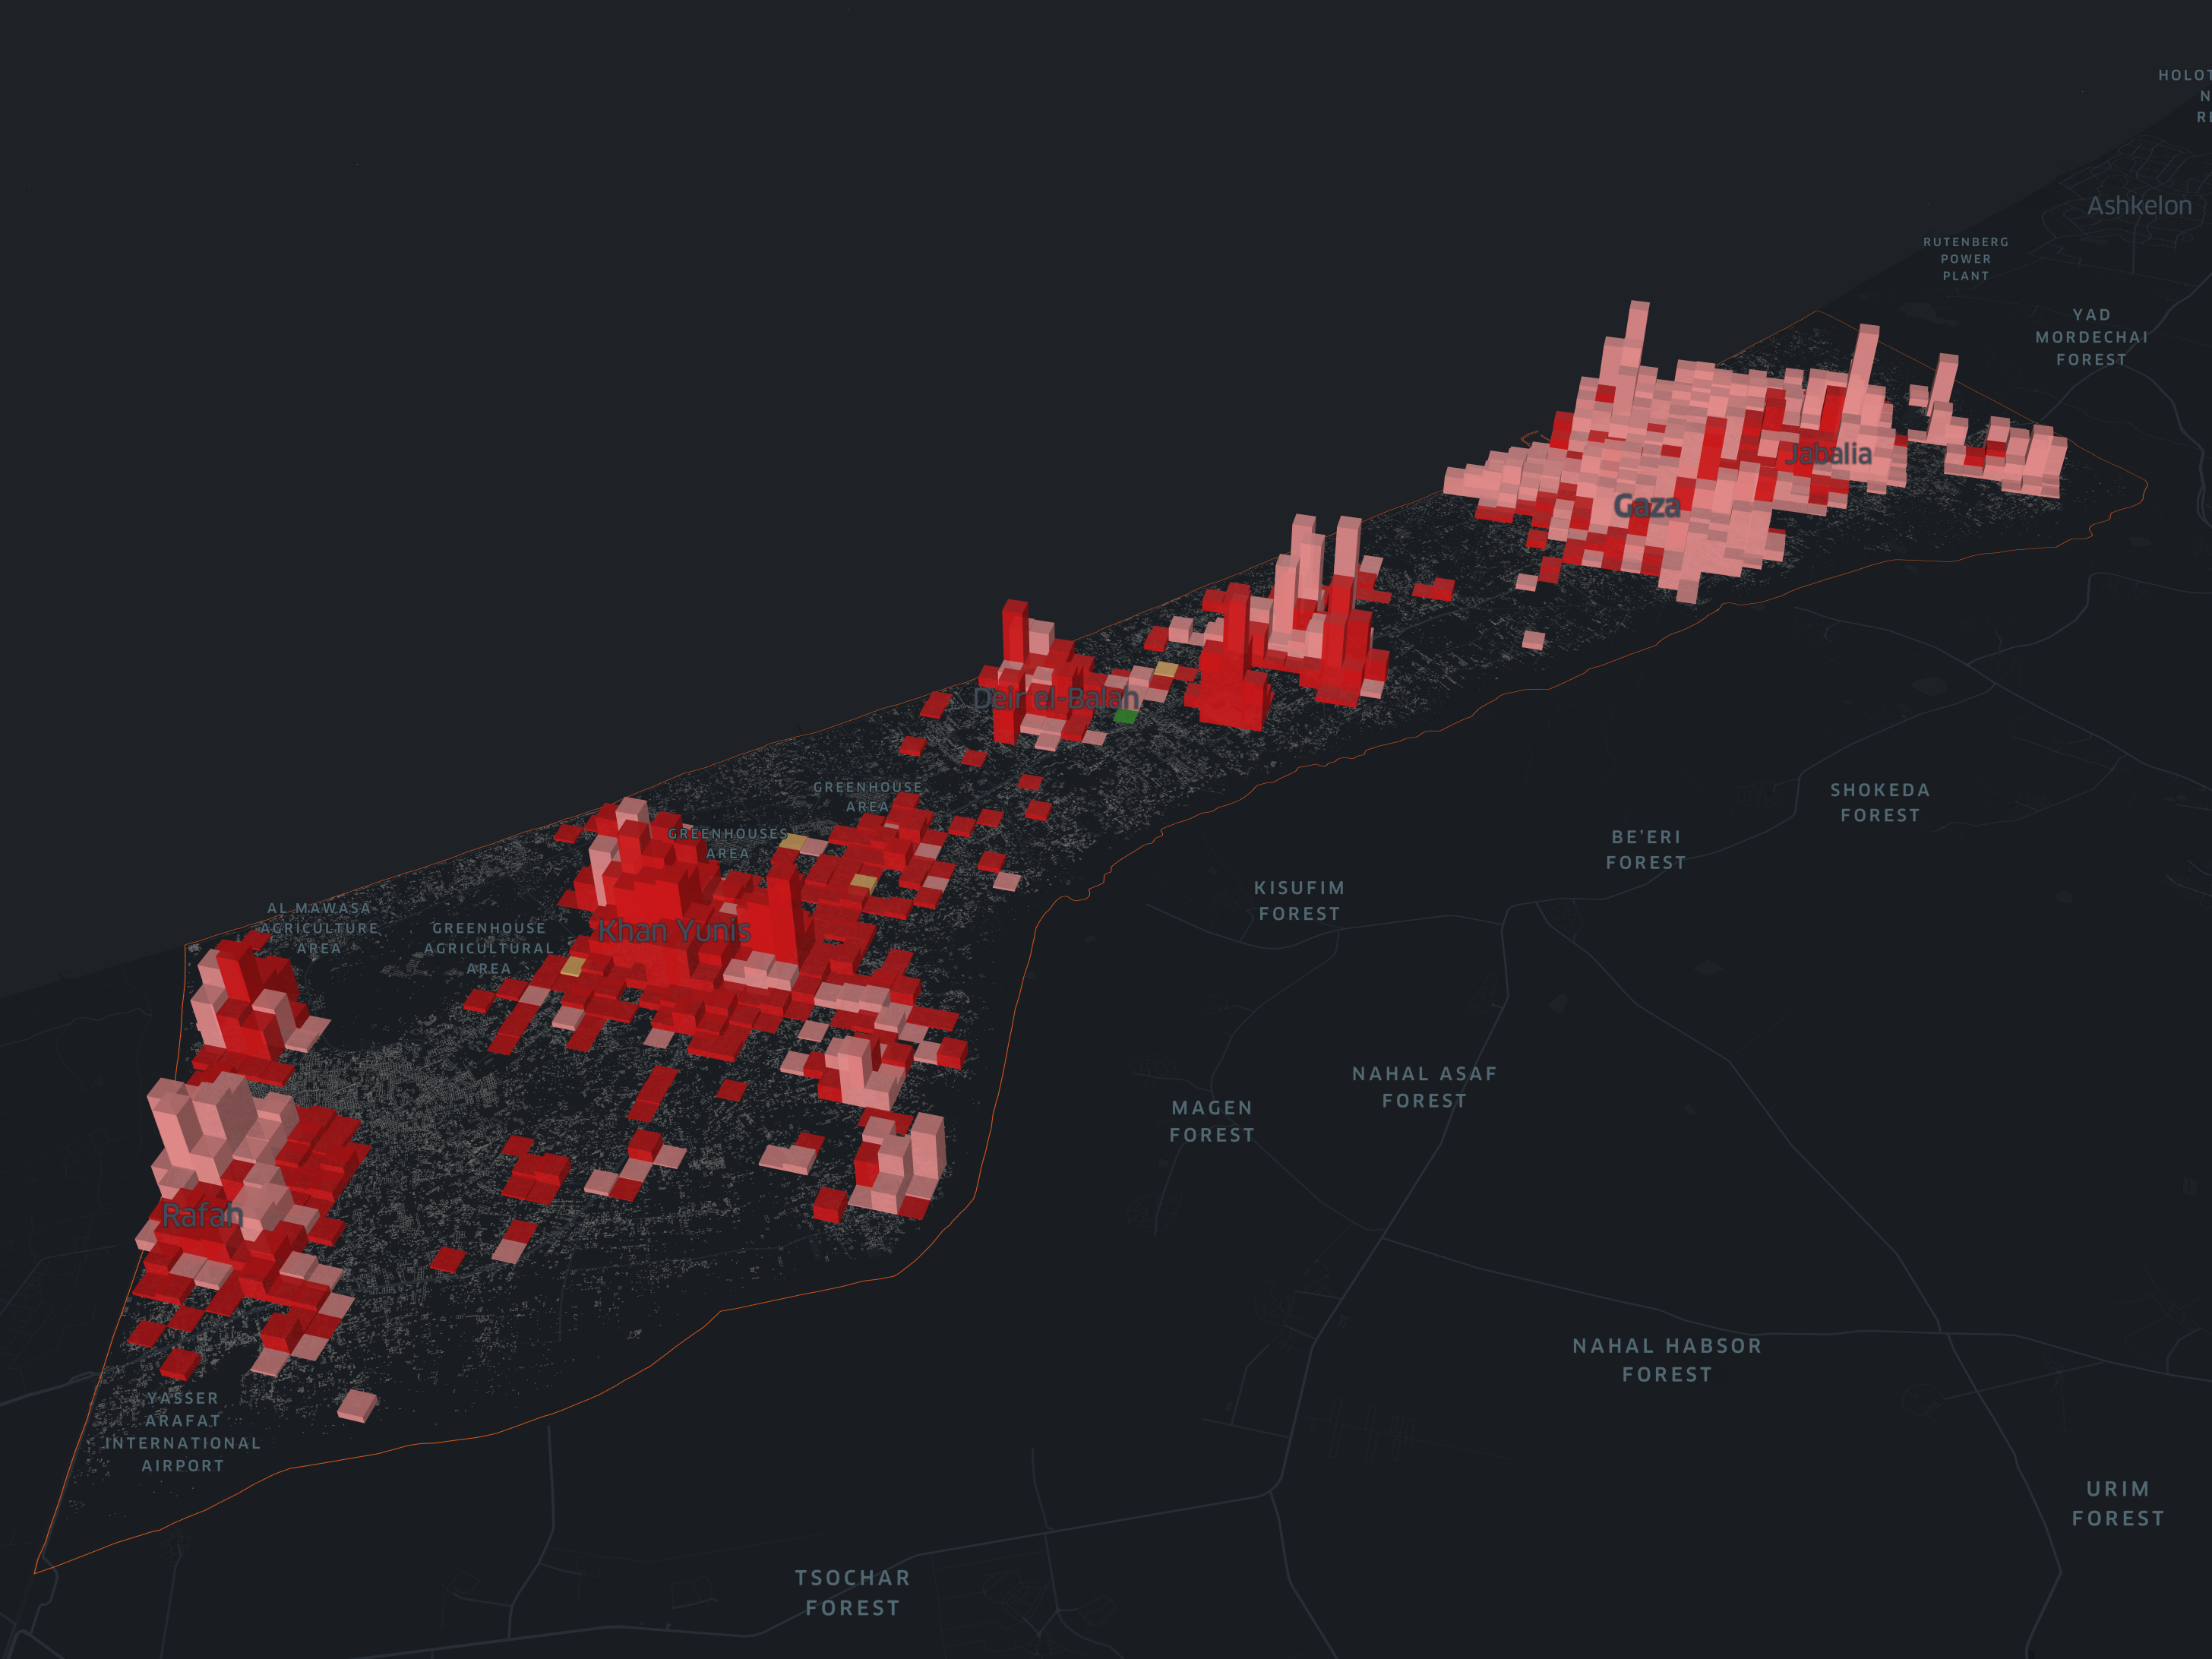 HOLOT
N
RE
Ashkelon
RUTENBERG
POWER
PLANT
YAD
MORDECHAI
FOREST
Jabalia
Gaza
Deir el-Balah
GREENHOUSE
AREA
GREENHOUSES
AREA
SHOKEDA
FOREST
BE'ERI
FOREST
KISUFIM
FOREST
AL MAWASA
AGRICULTURE
AREA
GREENHOUSE
AGRICULTURAL
AREA
Khan Yunis
NAHAL ASAF
FOREST
MAGEN
FOREST
Rafah
NAHAL HABSOR
FOREST
YASSER
ARAFAT
INTERNATIONAL
AIRPORT
URIM
FOREST
TSOCHAR
FOREST